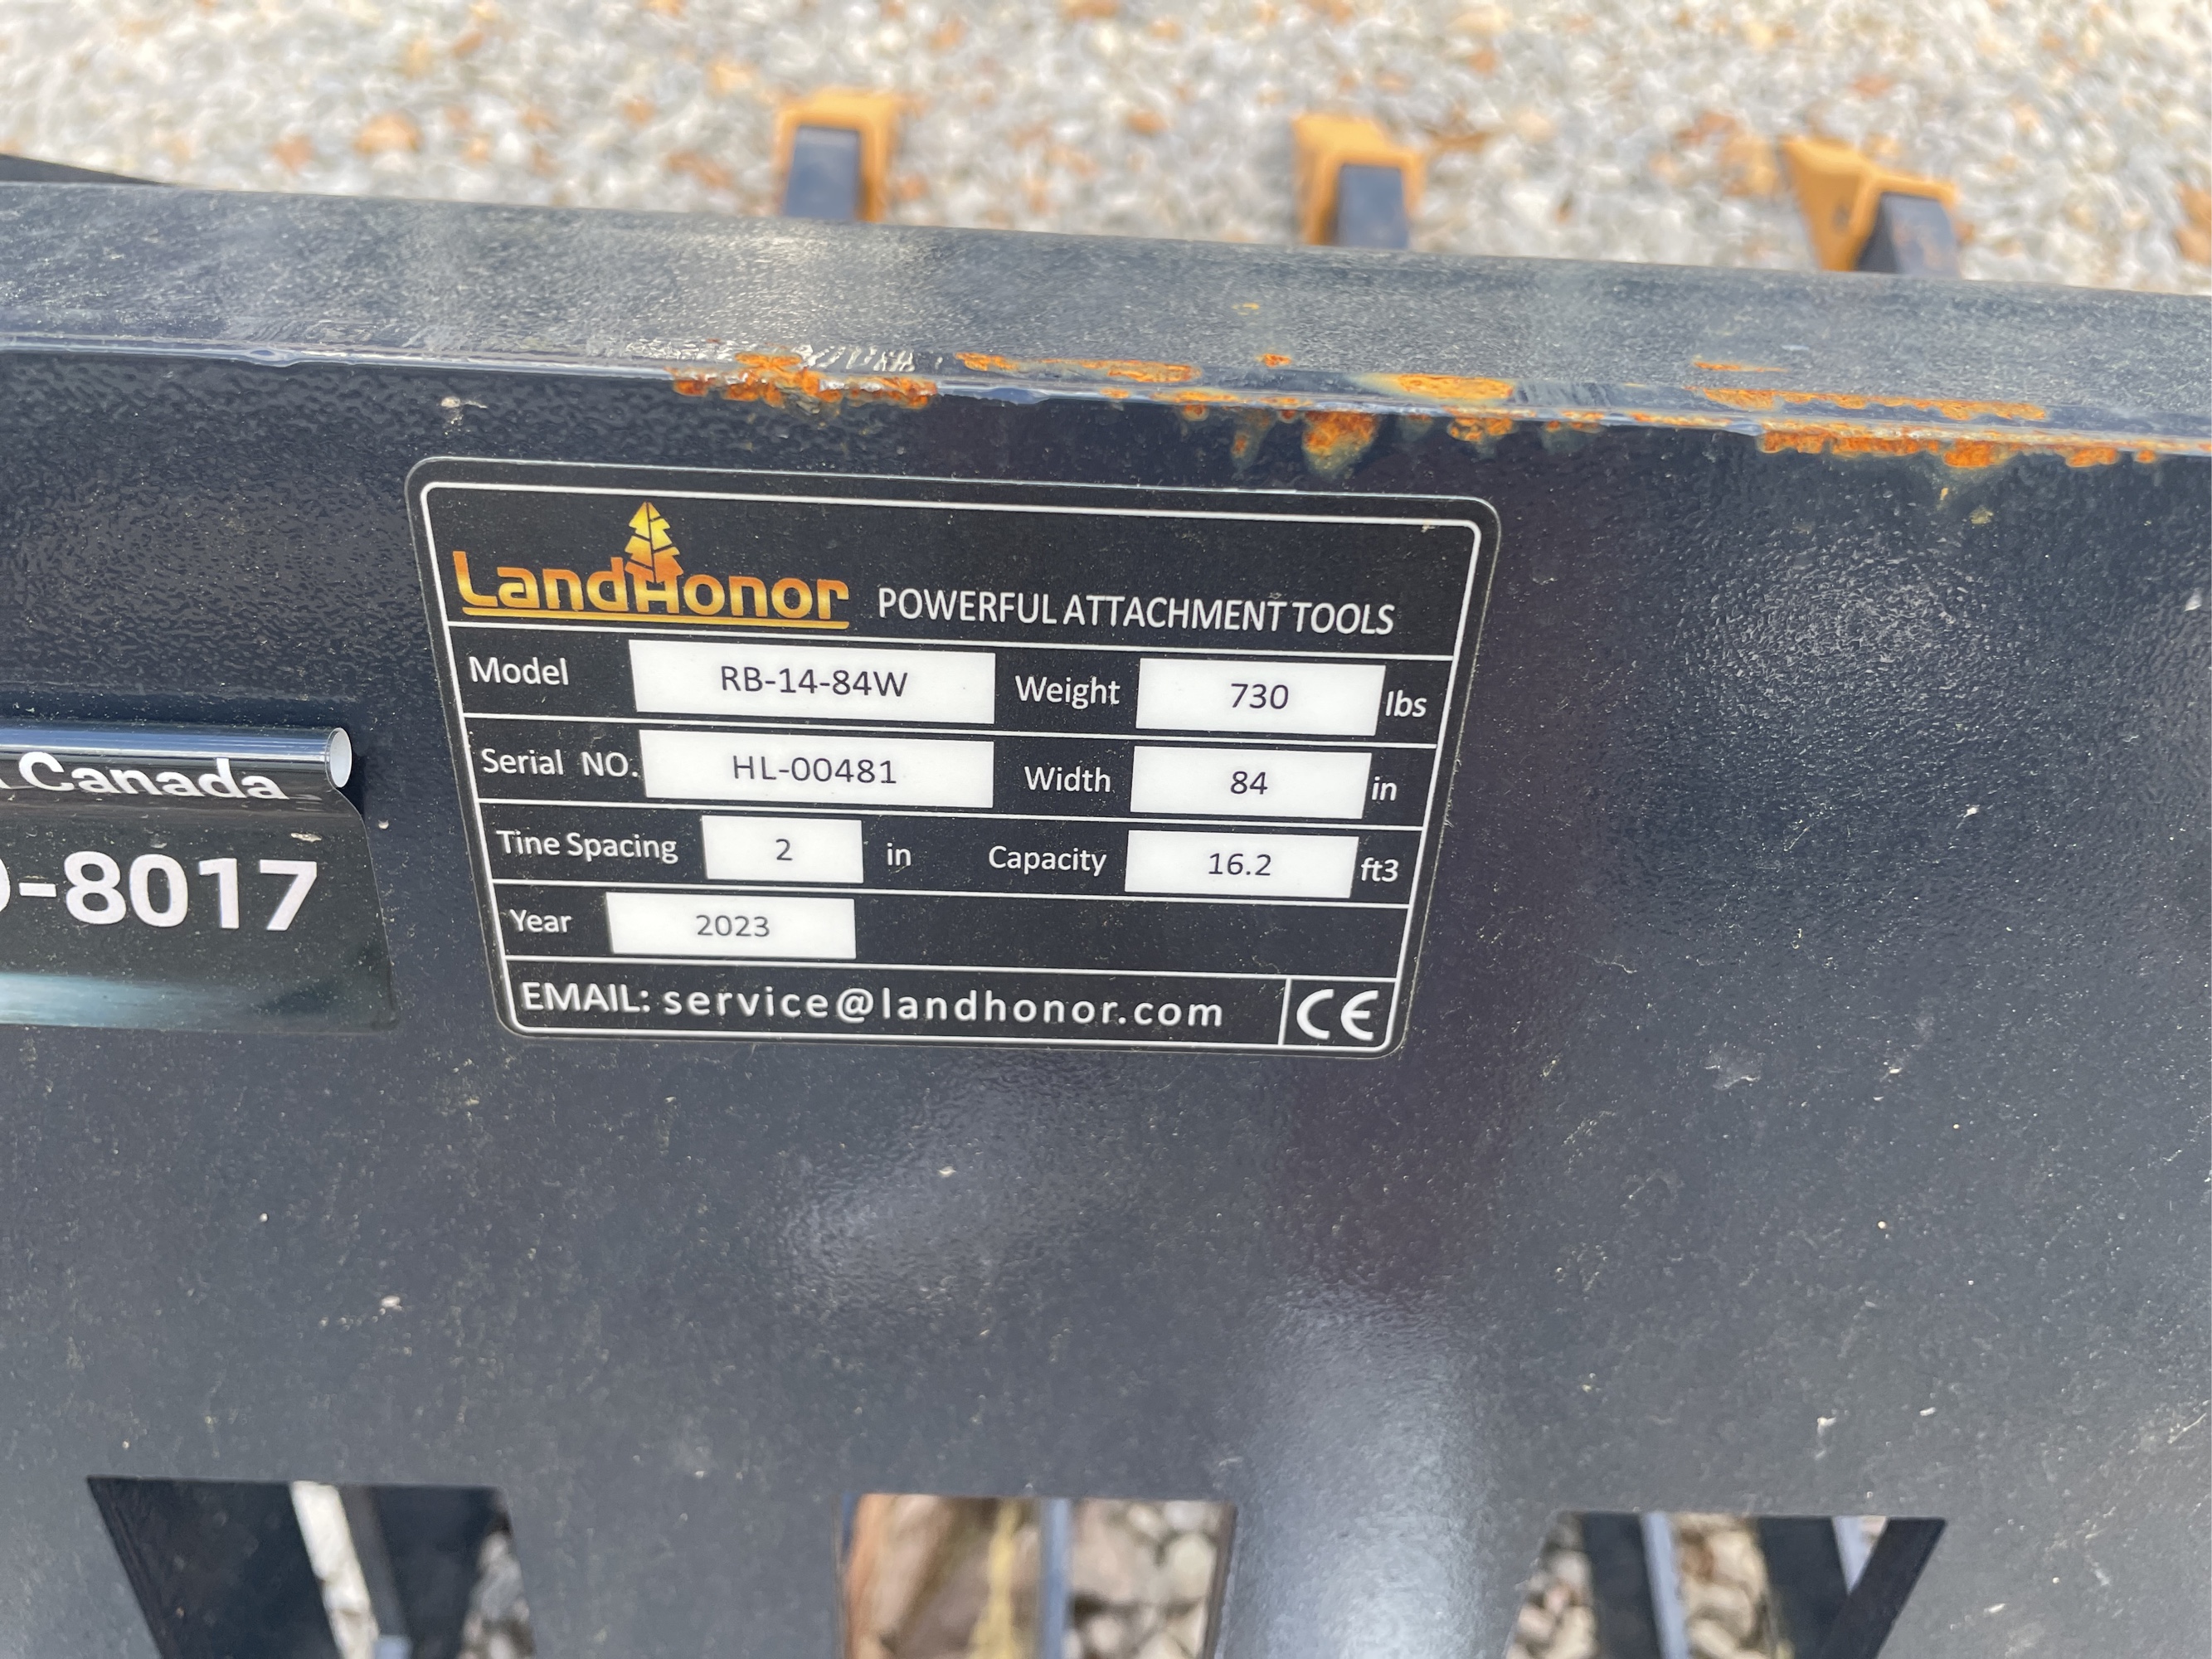 LandHonor POWERFUL ATTACHMENT TOOLS
Model RB-14-84W Weight 730 lbs
Serial NO. HL-00481 Width 84 in
Tine Spacing 2 in Capacity 16.2 ft3
Year 2023
EMAIL: service@landhonor.com CE
Canada
-8017